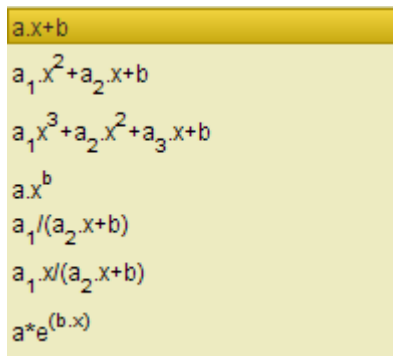 a.x+b
a₁.x²+a₂.x+b
a₁x³+a₂.x²+a₃.x+b
a.xᵇ
a₁/(a₂.x+b)
a₁.x/(a₂.x+b)
a*e⁽ᵇ·ˣ⁾